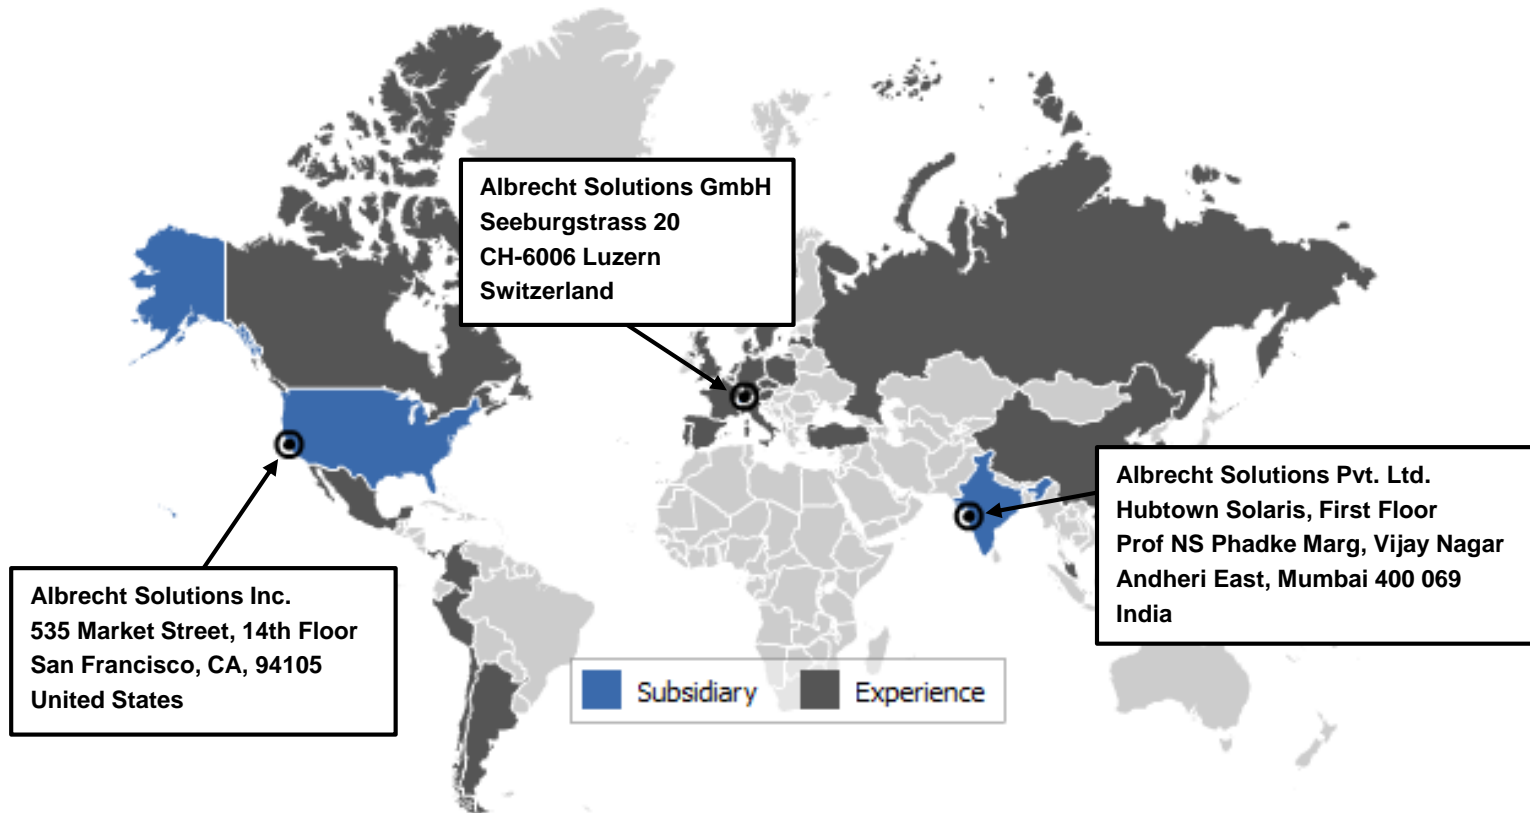 Albrecht Solutions GmbH
Seeburgstrass 20
CH-6006 Luzern
Switzerland
Albrecht Solutions Pvt. Ltd.
Hubtown Solaris, First Floor
Prof NS Phadke Marg, Vijay Nagar
Andheri East, Mumbai 400 069
India
Albrecht Solutions Inc.
535 Market Street, 14th Floor
San Francisco, CA, 94105
United States
Subsidiary
Experience